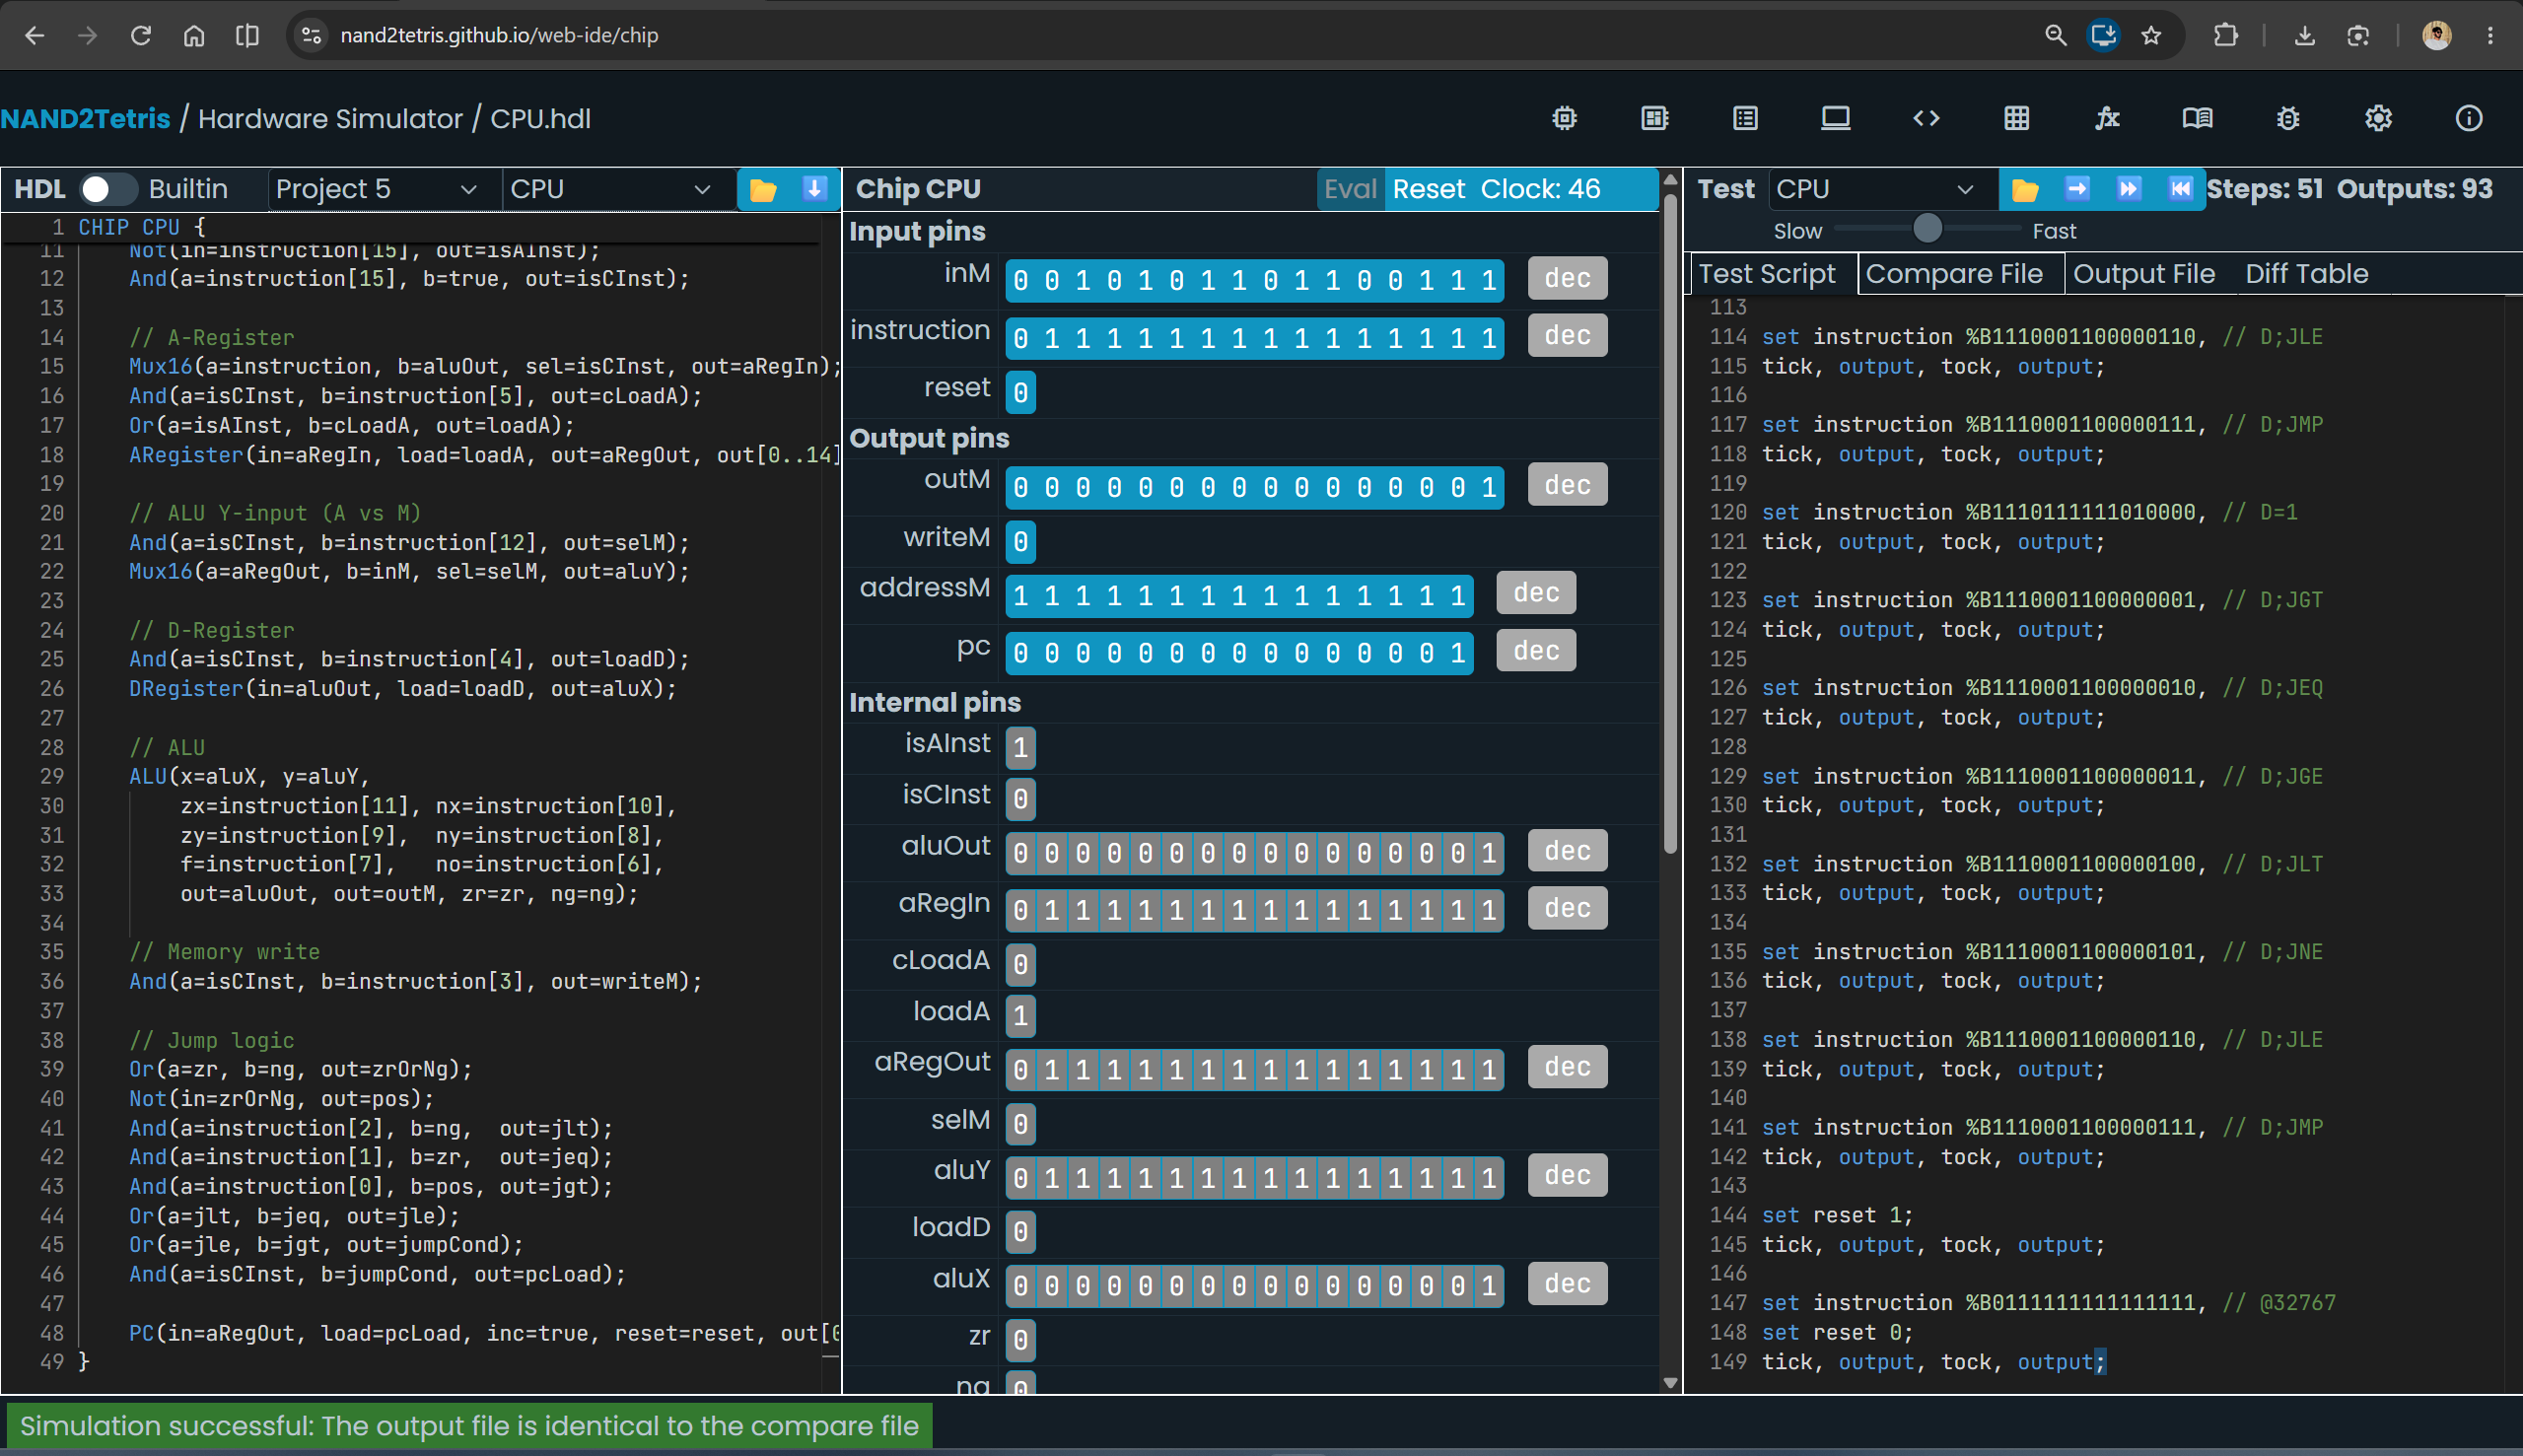 nand2tetris.github.io/web-ide/chip
NAND2Tetris / Hardware Simulator / CPU.hdl
HDL Builtin Project 5 CPU
1 CHIP CPU {
11 Not(in=instruction[15], out=isAInst);
12 And(a=instruction[15], b=true, out=isCInst);
13
14 // A-Register
15 Mux16(a=instruction, b=aluOut, sel=isCInst, out=aRegIn);
16 And(a=isCInst, b=instruction[5], out=cLoadA);
17 Or(a=isAInst, b=cLoadA, out=loadA);
18 ARegister(in=aRegIn, load=loadA, out=aRegOut, out[0..14]
19
20 // ALU Y-input (A vs M)
21 And(a=isCInst, b=instruction[12], out=selM);
22 Mux16(a=aRegOut, b=inM, sel=selM, out=aluY);
23
24 // D-Register
25 And(a=isCInst, b=instruction[4], out=loadD);
26 DRegister(in=aluOut, load=loadD, out=aluX);
27
28 // ALU
29 ALU(x=aluX, y=aluY,
30 zx=instruction[11], nx=instruction[10],
31 zy=instruction[9], ny=instruction[8],
32 f=instruction[7], no=instruction[6],
33 out=aluOut, out=outM, zr=zr, ng=ng);
34
35 // Memory write
36 And(a=isCInst, b=instruction[3], out=writeM);
37
38 // Jump logic
39 Or(a=zr, b=ng, out=zrOrNg);
40 Not(in=zrOrNg, out=pos);
41 And(a=instruction[2], b=ng, out=jlt);
42 And(a=instruction[1], b=zr, out=jeq);
43 And(a=instruction[0], b=pos, out=jgt);
44 Or(a=jlt, b=jeq, out=jle);
45 Or(a=jle, b=jgt, out=jumpCond);
46 And(a=isCInst, b=jumpCond, out=pcLoad);
47
48 PC(in=aRegOut, load=pcLoad, inc=true, reset=reset, out[0
49 }
Chip CPU Eval Reset Clock: 46
Input pins
inM 0 0 1 0 1 0 1 1 0 1 1 0 0 1 1 1 dec
instruction 0 1 1 1 1 1 1 1 1 1 1 1 1 1 1 1 dec
reset 0
Output pins
outM 0 0 0 0 0 0 0 0 0 0 0 0 0 0 0 1 dec
writeM 0
addressM 1 1 1 1 1 1 1 1 1 1 1 1 1 1 1 dec
pc 0 0 0 0 0 0 0 0 0 0 0 0 0 0 1 dec
Internal pins
isAInst 1
isCInst 0
aluOut 0 0 0 0 0 0 0 0 0 0 0 0 0 0 0 1 dec
aRegIn 0 1 1 1 1 1 1 1 1 1 1 1 1 1 1 1 dec
cLoadA 0
loadA 1
aRegOut 0 1 1 1 1 1 1 1 1 1 1 1 1 1 1 1 dec
selM 0
aluY 0 1 1 1 1 1 1 1 1 1 1 1 1 1 1 1 dec
loadD 0
aluX 0 0 0 0 0 0 0 0 0 0 0 0 0 0 0 1 dec
zr 0
ng 0
Test CPU Steps: 51 Outputs: 93
Slow Fast
Test Script Compare File Output File Diff Table
113
114 set instruction %B1110001100000110, // D;JLE
115 tick, output, tock, output;
116
117 set instruction %B1110001100000111, // D;JMP
118 tick, output, tock, output;
119
120 set instruction %B1110111111010000, // D=1
121 tick, output, tock, output;
122
123 set instruction %B1110001100000001, // D;JGT
124 tick, output, tock, output;
125
126 set instruction %B1110001100000010, // D;JEQ
127 tick, output, tock, output;
128
129 set instruction %B1110001100000011, // D;JGE
130 tick, output, tock, output;
131
132 set instruction %B1110001100000100, // D;JLT
133 tick, output, tock, output;
134
135 set instruction %B1110001100000101, // D;JNE
136 tick, output, tock, output;
137
138 set instruction %B1110001100000110, // D;JLE
139 tick, output, tock, output;
140
141 set instruction %B1110001100000111, // D;JMP
142 tick, output, tock, output;
143
144 set reset 1;
145 tick, output, tock, output;
146
147 set instruction %B0111111111111111, // @32767
148 set reset 0;
149 tick, output, tock, output;
Simulation successful: The output file is identical to the compare file